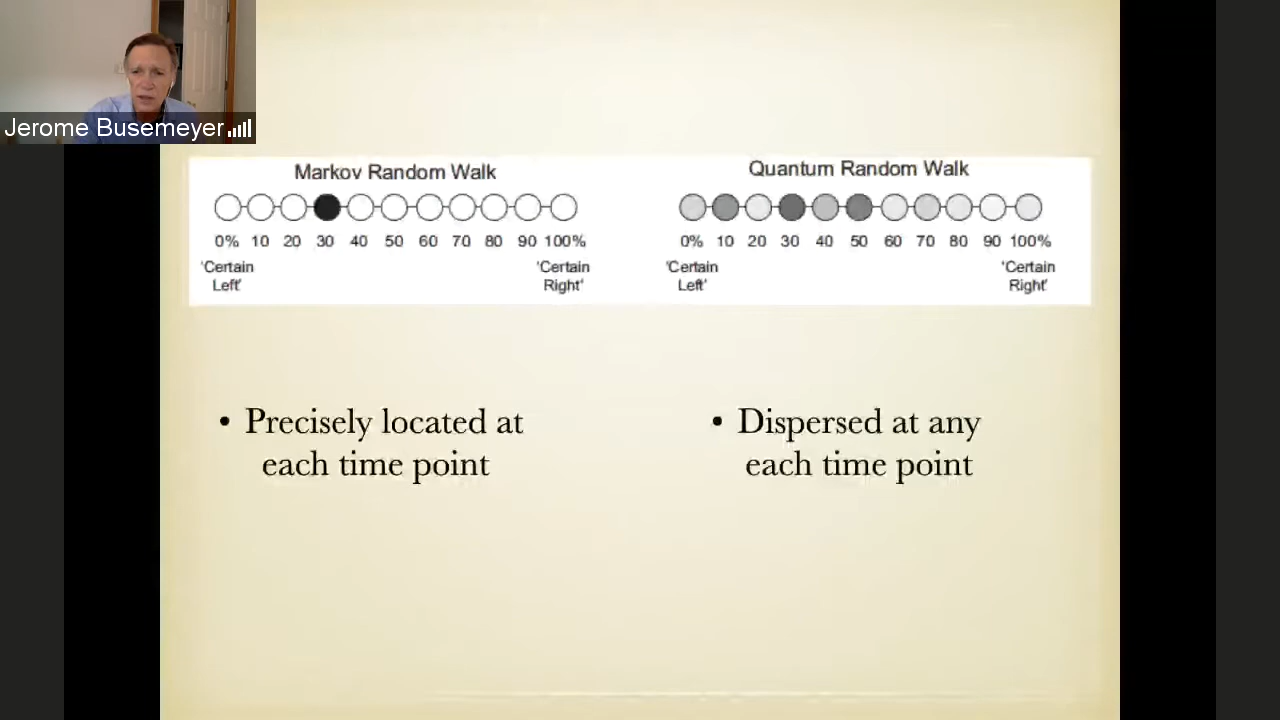 Jerome Busemeyer
Markov Random Walk
0% 10 20 30 40 50 60 70 80 90 100%
'Certain Left'
'Certain Right'
Quantum Random Walk
0% 10 20 30 40 50 60 70 80 90 100%
'Certain Left'
'Certain Right'
• Precisely located at
each time point
• Dispersed at any
each time point